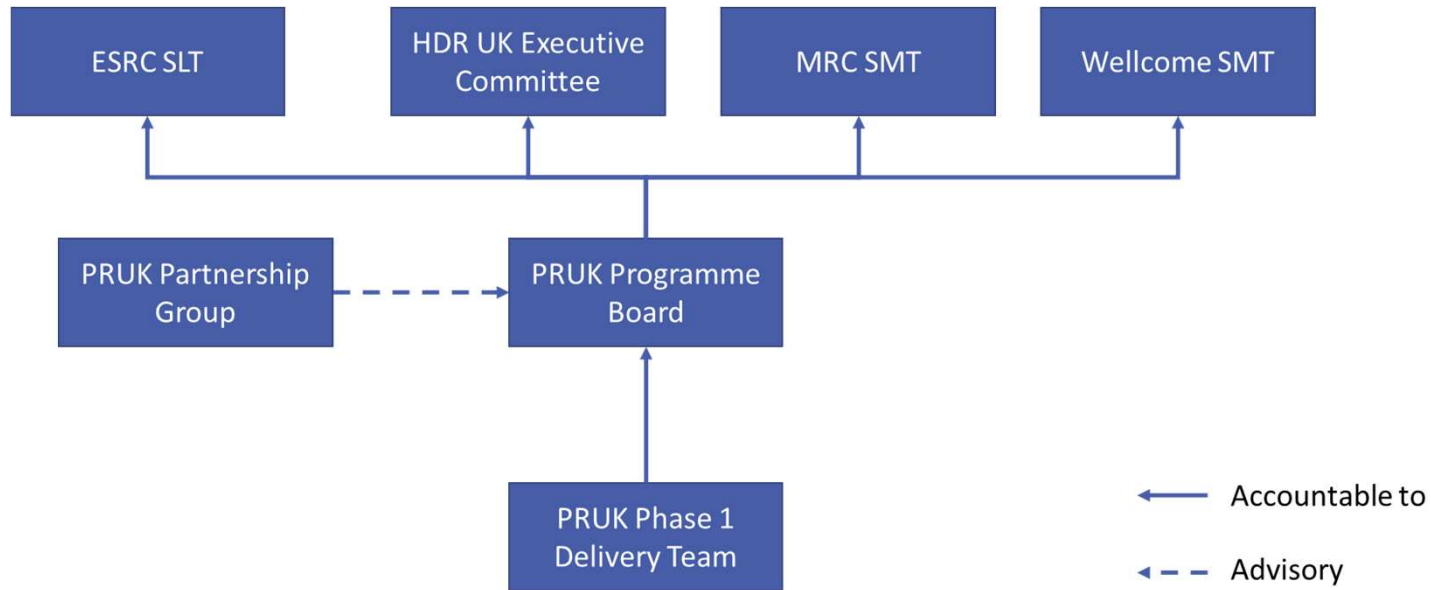 ESRC SLT
HDR UK Executive
Committee
MRC SMT
Wellcome SMT
PRUK Partnership
Group
PRUK Programme
Board
PRUK Phase 1
Delivery Team
Accountable to
Advisory